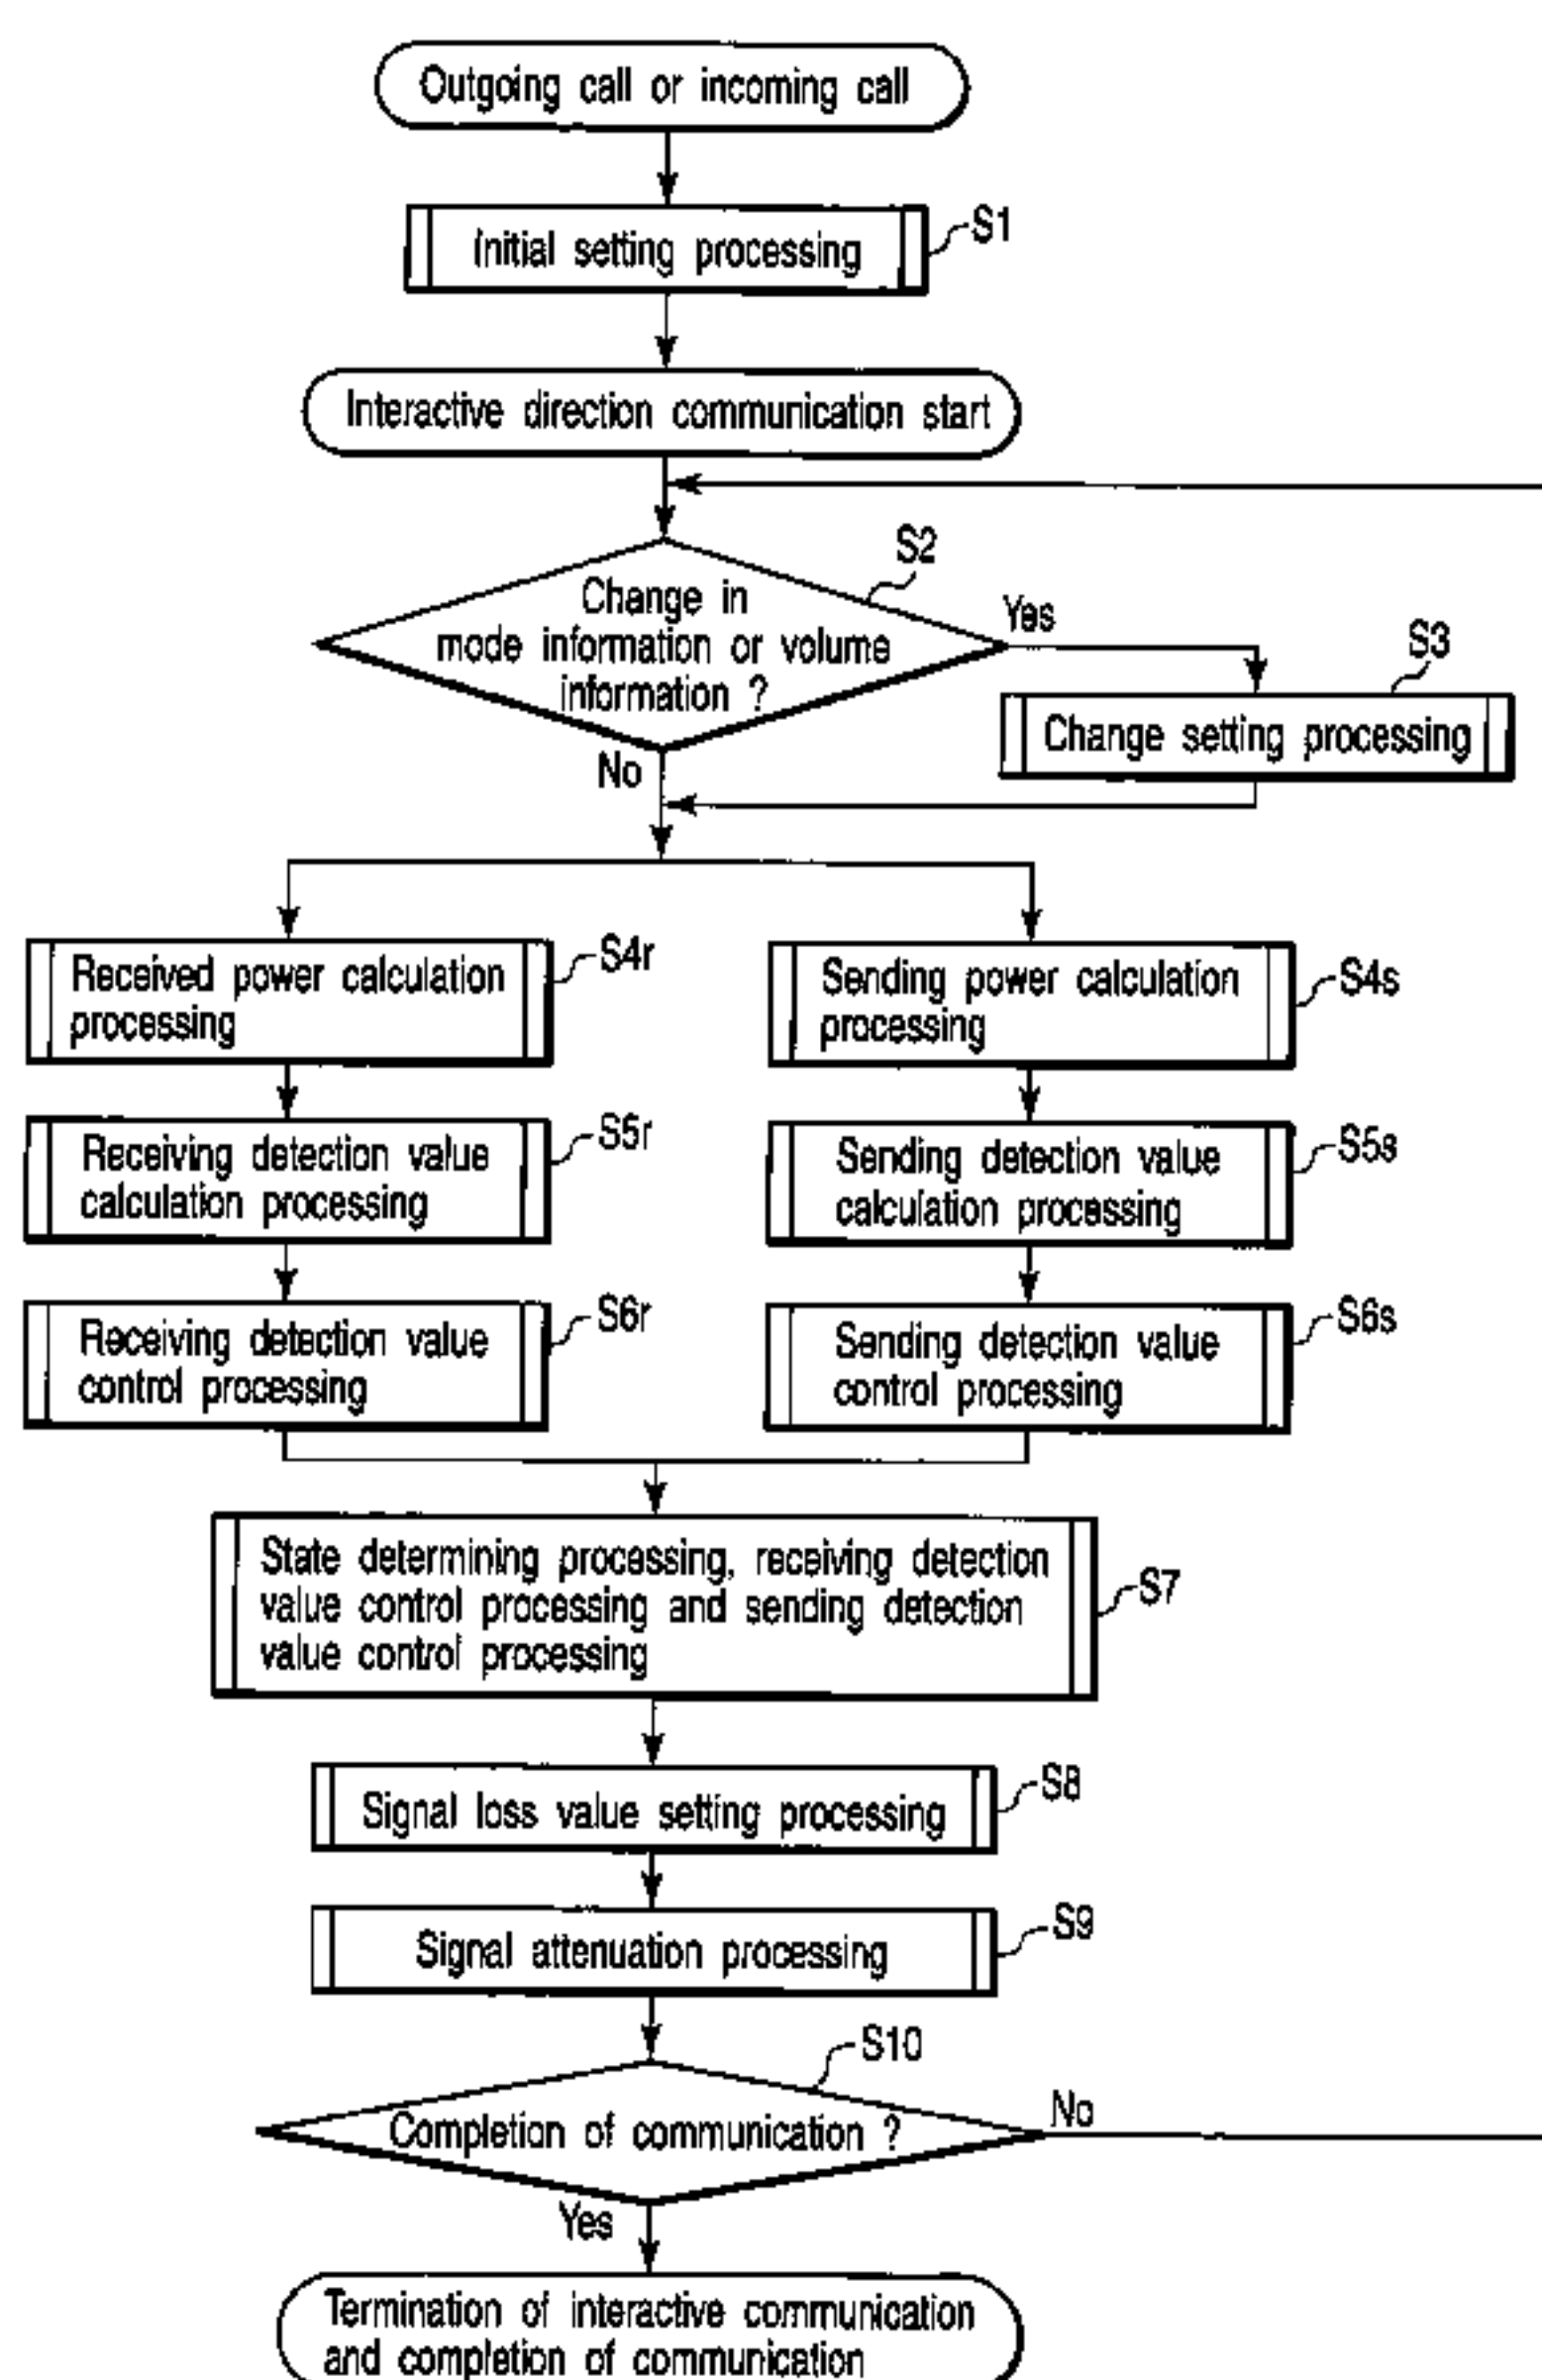 Outgoing call or incoming call
Initial setting processing
S1
Interactive direction communication start
S2
Change in
mode information or volume
information ?
Yes
S3
Change setting processing
No
Received power calculation
processing
S4r
Sending power calculation
processing
S4s
Receiving detection value
calculation processing
S5r
Sending detection value
calculation processing
S5s
Receiving detection value
control processing
S6r
Sending detection value
control processing
S6s
State determining processing, receiving detection
value control processing and sending detection
value control processing
S7
Signal loss value setting processing
S8
Signal attenuation processing
S9
S10
Completion of communication ?
No
Yes
Termination of interactive communication
and completion of communication